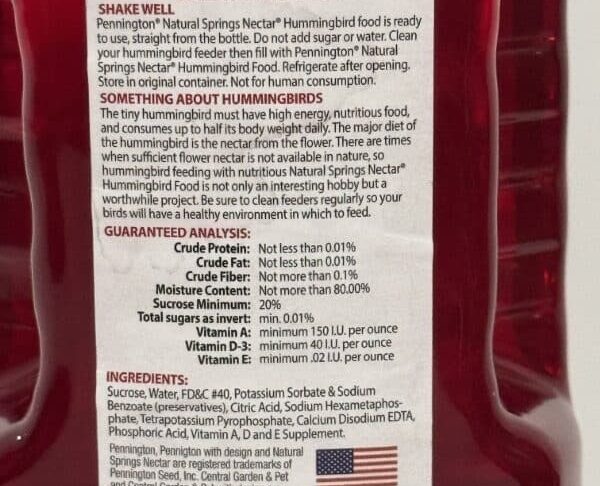 SHAKE WELL
Pennington® Natural Springs Nectar® Hummingbird food is ready
to use, straight from the bottle. Do not add sugar or water. Clean
your hummingbird feeder then fill with Pennington® Natural
Springs Nectar® Hummingbird Food. Refrigerate after opening.
Store in original container. Not for human consumption.
SOMETHING ABOUT HUMMINGBIRDS
The tiny hummingbird must have high energy, nutritious food,
and consumes up to half its body weight daily. The major diet of
the hummingbird is the nectar from the flower. There are times
when sufficient flower nectar is not available in nature, so
hummingbird feeding with nutritious Natural Springs Nectar®
Hummingbird Food is not only an interesting hobby but a
worthwhile project. Be sure to clean feeders regularly so your
birds will have a healthy environment in which to feed.
GUARANTEED ANALYSIS:
Crude Protein: Not less than 0.01%
Crude Fat: Not less than 0.01%
Crude Fiber: Not more than 0.1%
Moisture Content: Not more than 80.00%
Sucrose Minimum: 20%
Total sugars as invert: min. 0.01%
Vitamin A: minimum 150 I.U. per ounce
Vitamin D-3: minimum 40 I.U. per ounce
Vitamin E: minimum .02 I.U. per ounce
INGREDIENTS:
Sucrose, Water, FD&C #40, Potassium Sorbate & Sodium
Benzoate (preservatives), Citric Acid, Sodium Hexametaphos-
phate, Tetrapotassium Pyrophosphate, Calcium Disodium EDTA,
Phosphoric Acid, Vitamin A, D and E Supplement.
Pennington, Pennigton with design and Natural
Springs Nectar are registered trademarks of
Pennington Seed, Inc. Central Garden & Pet
and Central Garden & Pet